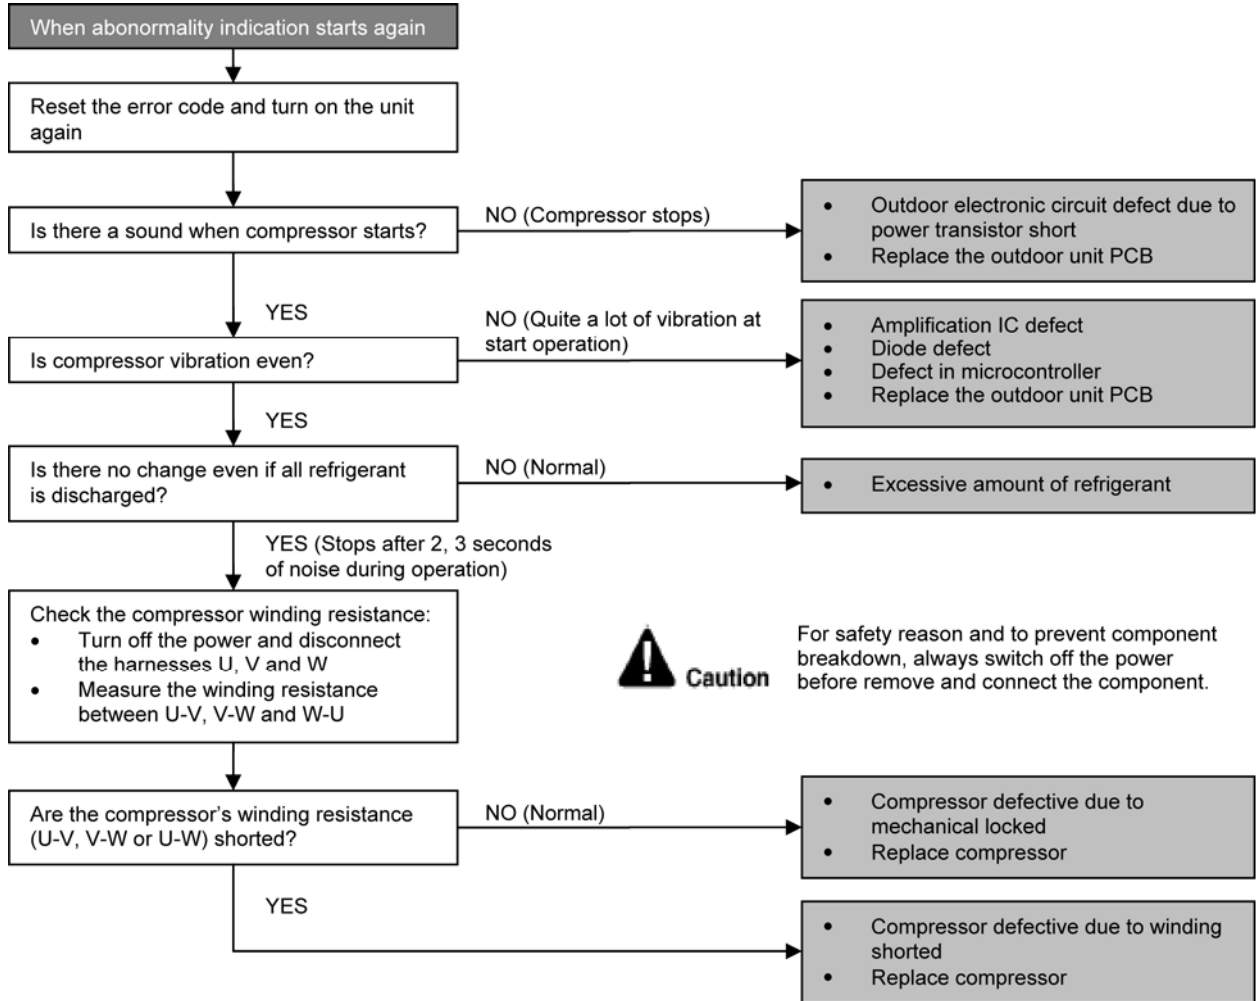 When abonormality indication starts again
Reset the error code and turn on the unit
again
Is there a sound when compressor starts?
NO (Compressor stops)
• Outdoor electronic circuit defect due to
power transistor short
• Replace the outdoor unit PCB
YES
NO (Quite a lot of vibration at
start operation)
Is compressor vibration even?
• Amplification IC defect
• Diode defect
• Defect in microcontroller
• Replace the outdoor unit PCB
YES
Is there no change even if all refrigerant
is discharged?
NO (Normal)
• Excessive amount of refrigerant
YES (Stops after 2, 3 seconds
of noise during operation)
Check the compressor winding resistance:
• Turn off the power and disconnect
the harnesses U, V and W
• Measure the winding resistance
between U-V, V-W and W-U
Caution
For safety reason and to prevent component
breakdown, always switch off the power
before remove and connect the component.
Are the compressor’s winding resistance
(U-V, V-W or U-W) shorted?
NO (Normal)
• Compressor defective due to
mechanical locked
• Replace compressor
YES
• Compressor defective due to winding
shorted
• Replace compressor